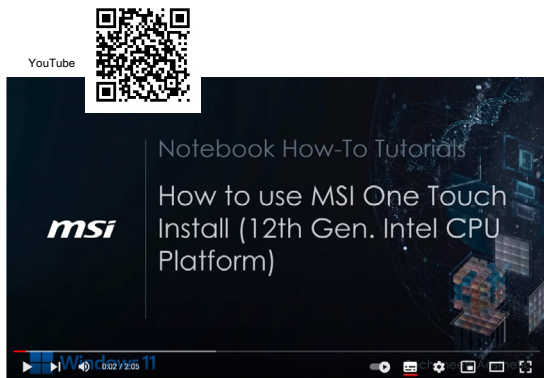 YouTube
Notebook How-To Tutorials
How to use MSI One Touch
Install (12th Gen. Intel CPU
Platform)
msi
Windows 11
0:02 / 2:05